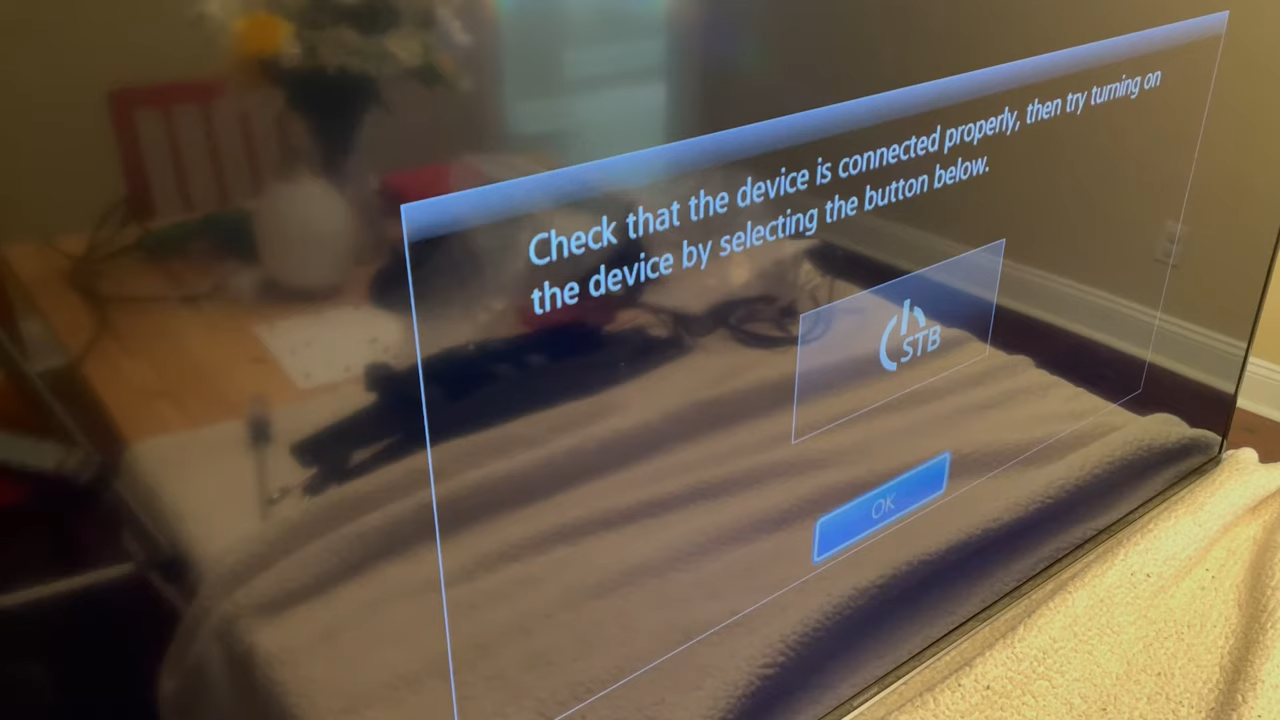 Check that the device is connected properly, then try turning on
the device by selecting the button below.
STB
OK